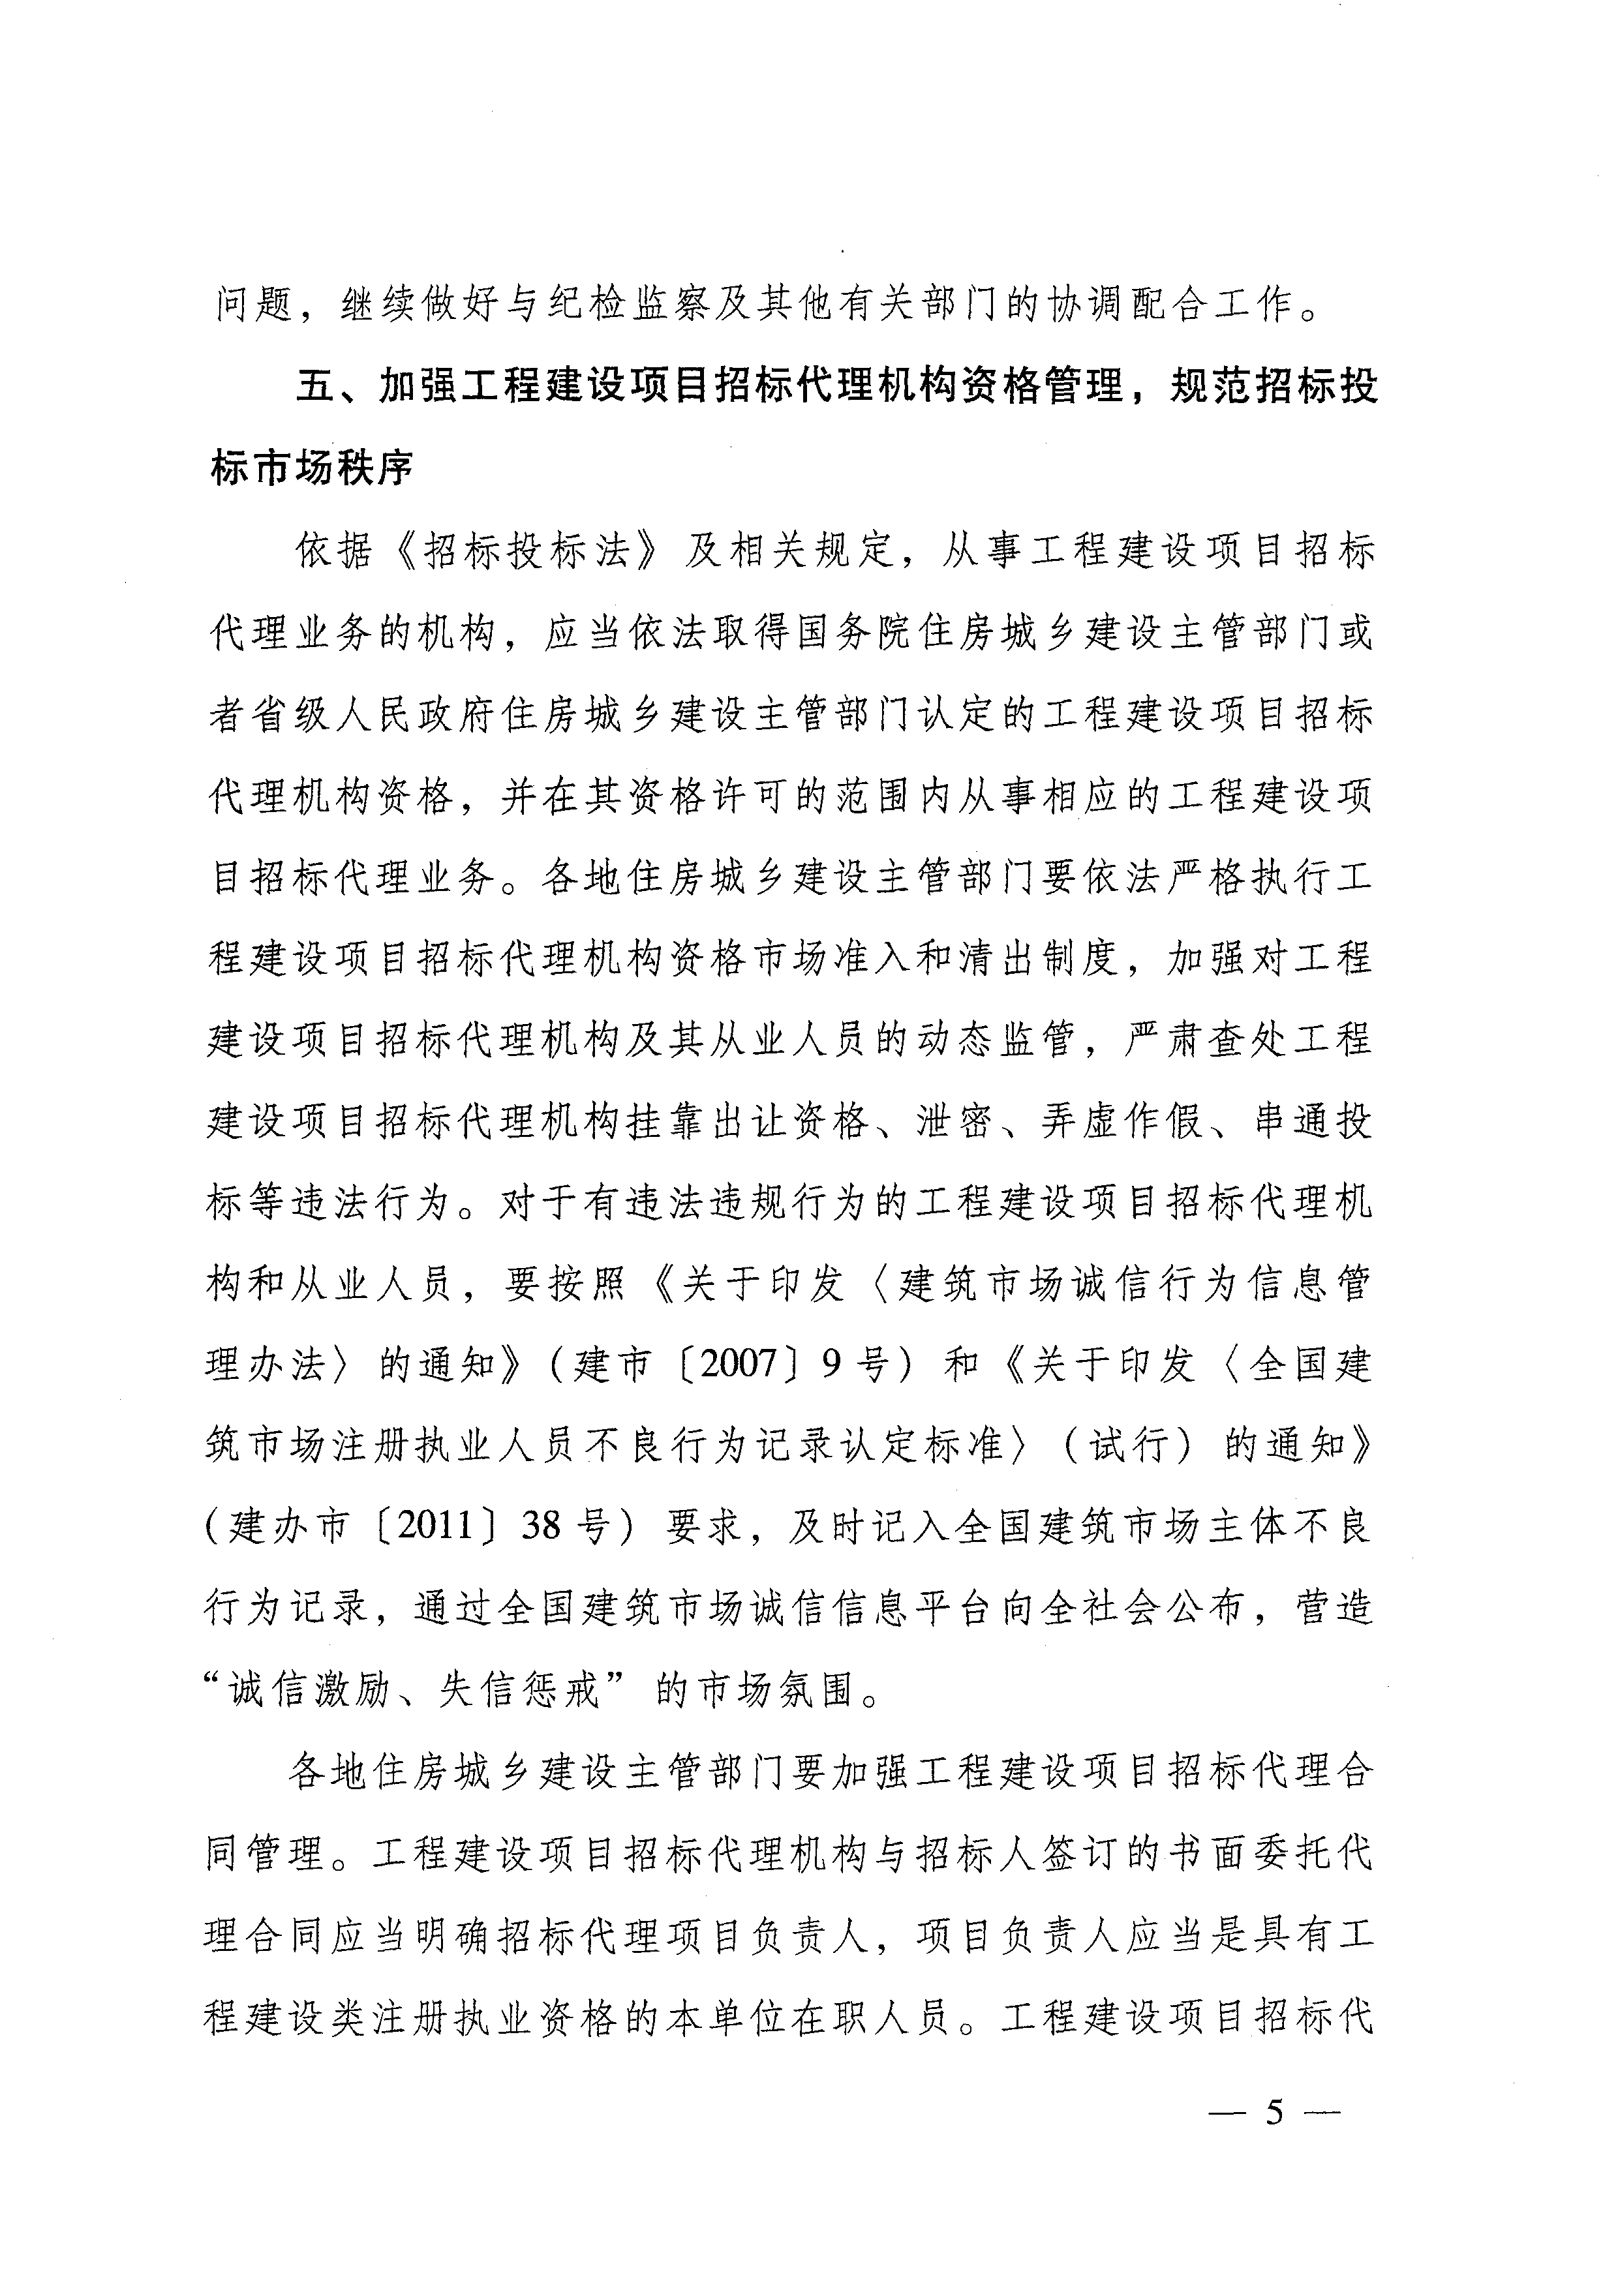 问题，继续做好与纪检监察及其他有关部门的协调配合工作。
五、加强工程建设项目招标代理机构资格管理，规范招标投
标市场秩序
依据《招标投标法》及相关规定，从事工程建设项目招标
代理业务的机构，应当依法取得国务院住房城乡建设主管部门或
者省级人民政府住房城乡建设主管部门认定的工程建设项目招标
代理机构资格，并在其资格许可的范围内从事相应的工程建设项
目招标代理业务。各地住房城乡建设主管部门要依法严格执行工
程建设项目招标代理机构资格市场准入和清出制度，加强对工程
建设项目招标代理机构及其从业人员的动态监管，严肃查处工程
建设项目招标代理机构挂靠出让资格、泄密、弄虚作假、串通投
标等违法行为。对于有违法违规行为的工程建设项目招标代理机
构和从业人员，要按照《关于印发〈建筑市场诚信行为信息管
理办法〉的通知》（建市〔2007〕9号）和《关于印发〈全国建
筑市场注册执业人员不良行为记录认定标准〉（试行）的通知》
（建办市〔2011〕38号）要求，及时记入全国建筑市场主体不良
行为记录，通过全国建筑市场诚信信息平台向全社会公布，营造
“诚信激励、失信惩戒”的市场氛围。
各地住房城乡建设主管部门要加强工程建设项目招标代理合
同管理。工程建设项目招标代理机构与招标人签订的书面委托代
理合同应当明确招标代理项目负责人，项目负责人应当是具有工
程建设类注册执业资格的本单位在职人员。工程建设项目招标代
— 5 —